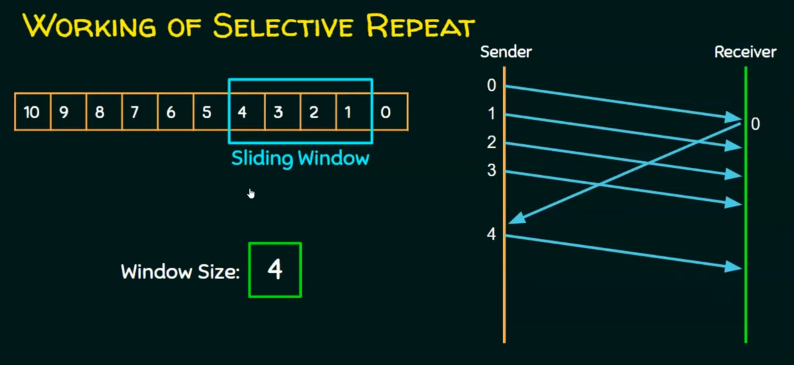 WORKING OF SELECTIVE REPEAT
Sender
Receiver
10 9 8 7 6 5 4 3 2 1 0
Sliding Window
Window Size: 4
0
1
2
3
4
0